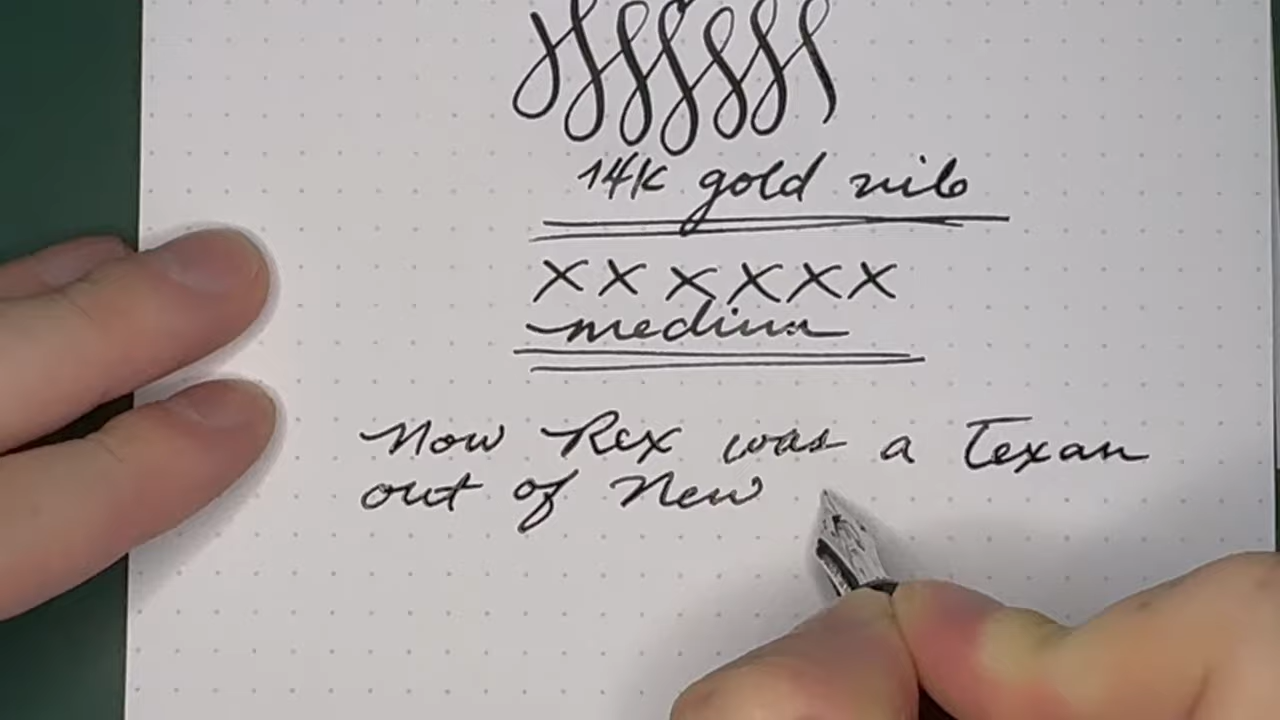 14K gold nib
XXXXXX
medium
Now Rex was a Texan
out of New